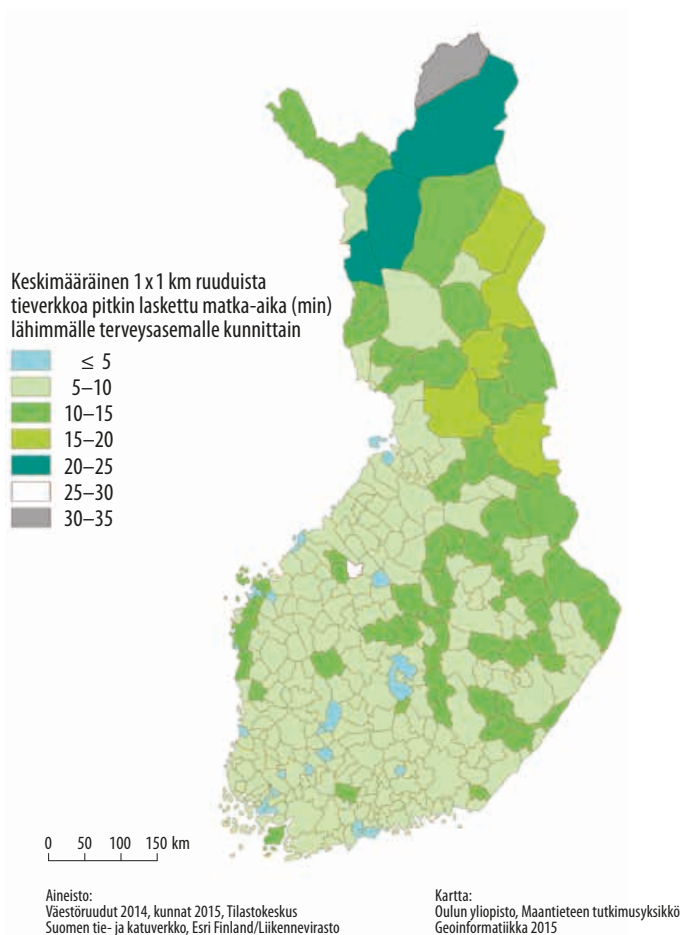 Keskimääräinen 1 x 1 km ruuduista
tieverkkoa pitkin laskettu matka-aika (min)
lähimmälle terveysasemalle kunnittain
≤ 5
5–10
10–15
15–20
20–25
25–30
30–35
0 50 100 150 km
Aineisto:
Väestöruudut 2014, kunnat 2015, Tilastokeskus
Suomen tie- ja katuverkko, Esri Finland/Liikennevirasto
Kartta:
Oulun yliopisto, Maantieteen tutkimusyksikkö
Geoinformatiikka 2015